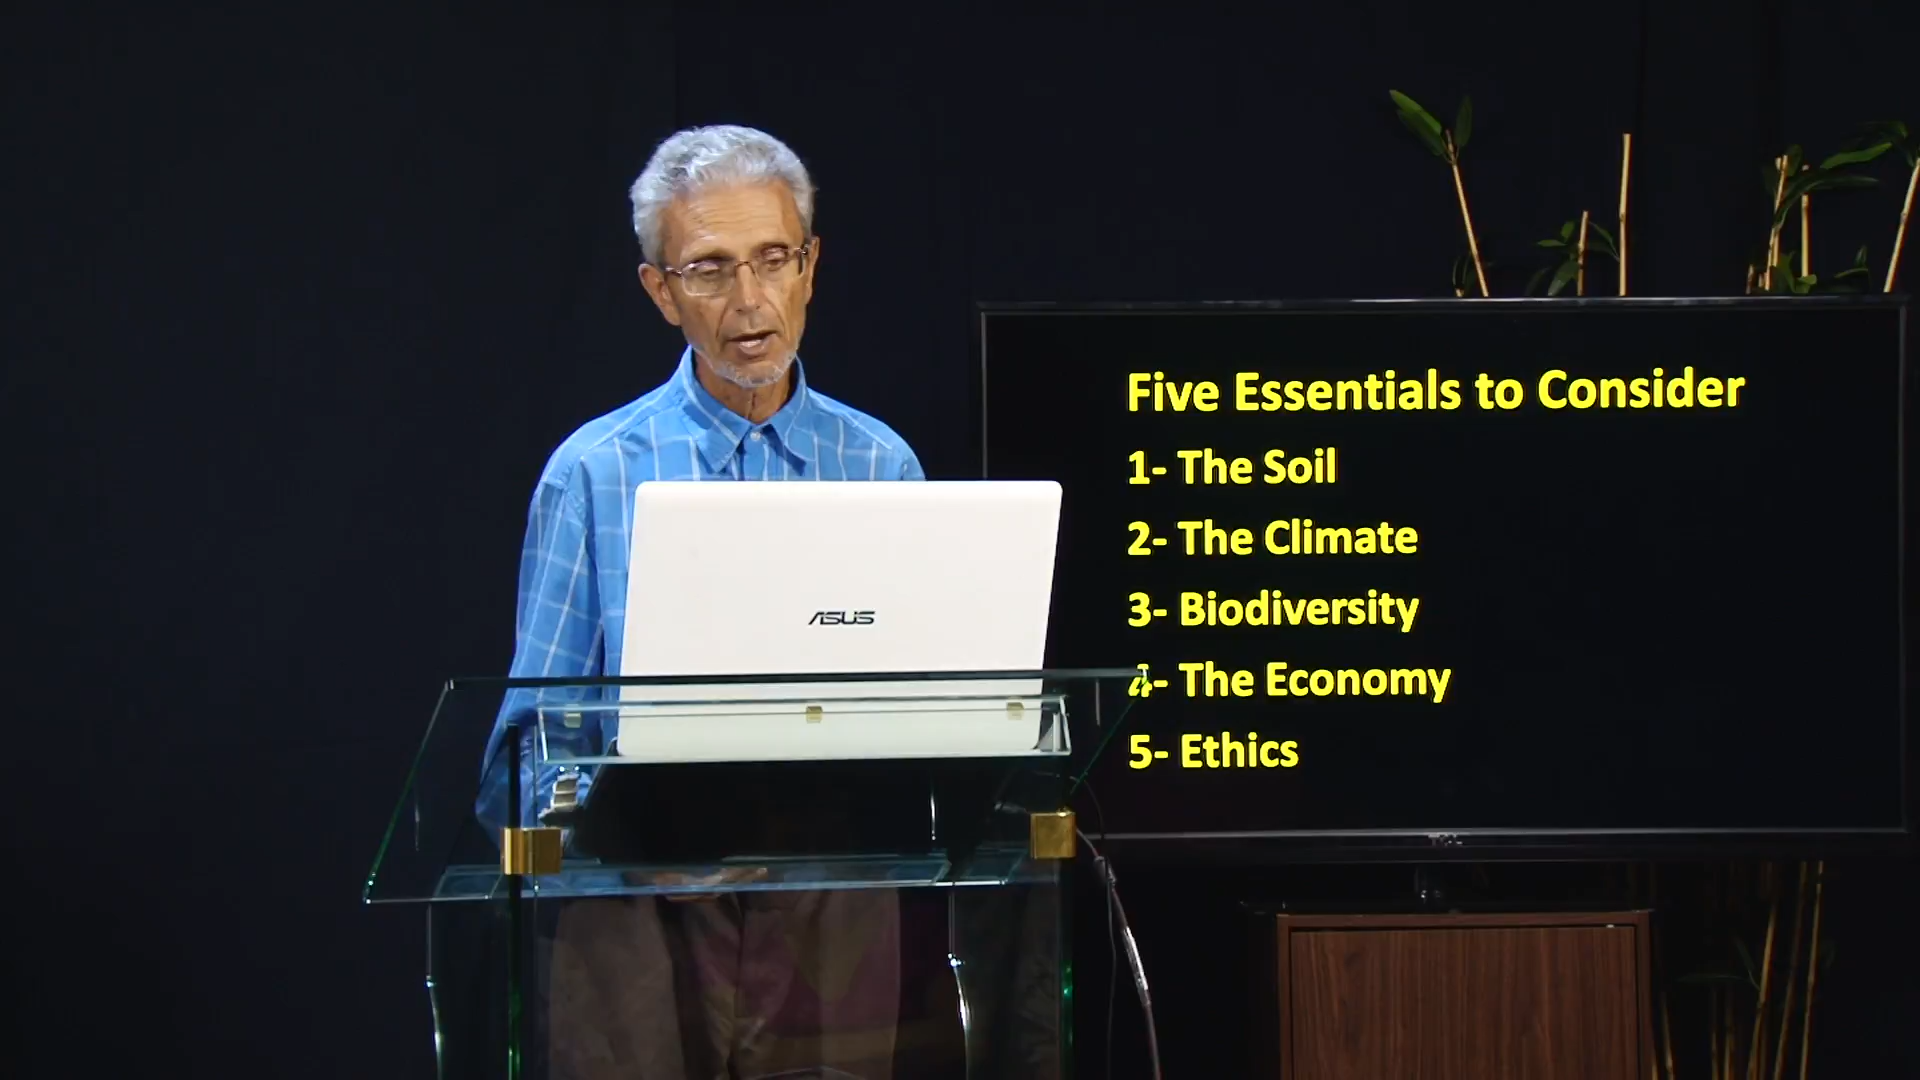 Five Essentials to Consider
1- The Soil
2- The Climate
3- Biodiversity
4- The Economy
5- Ethics
ASUS